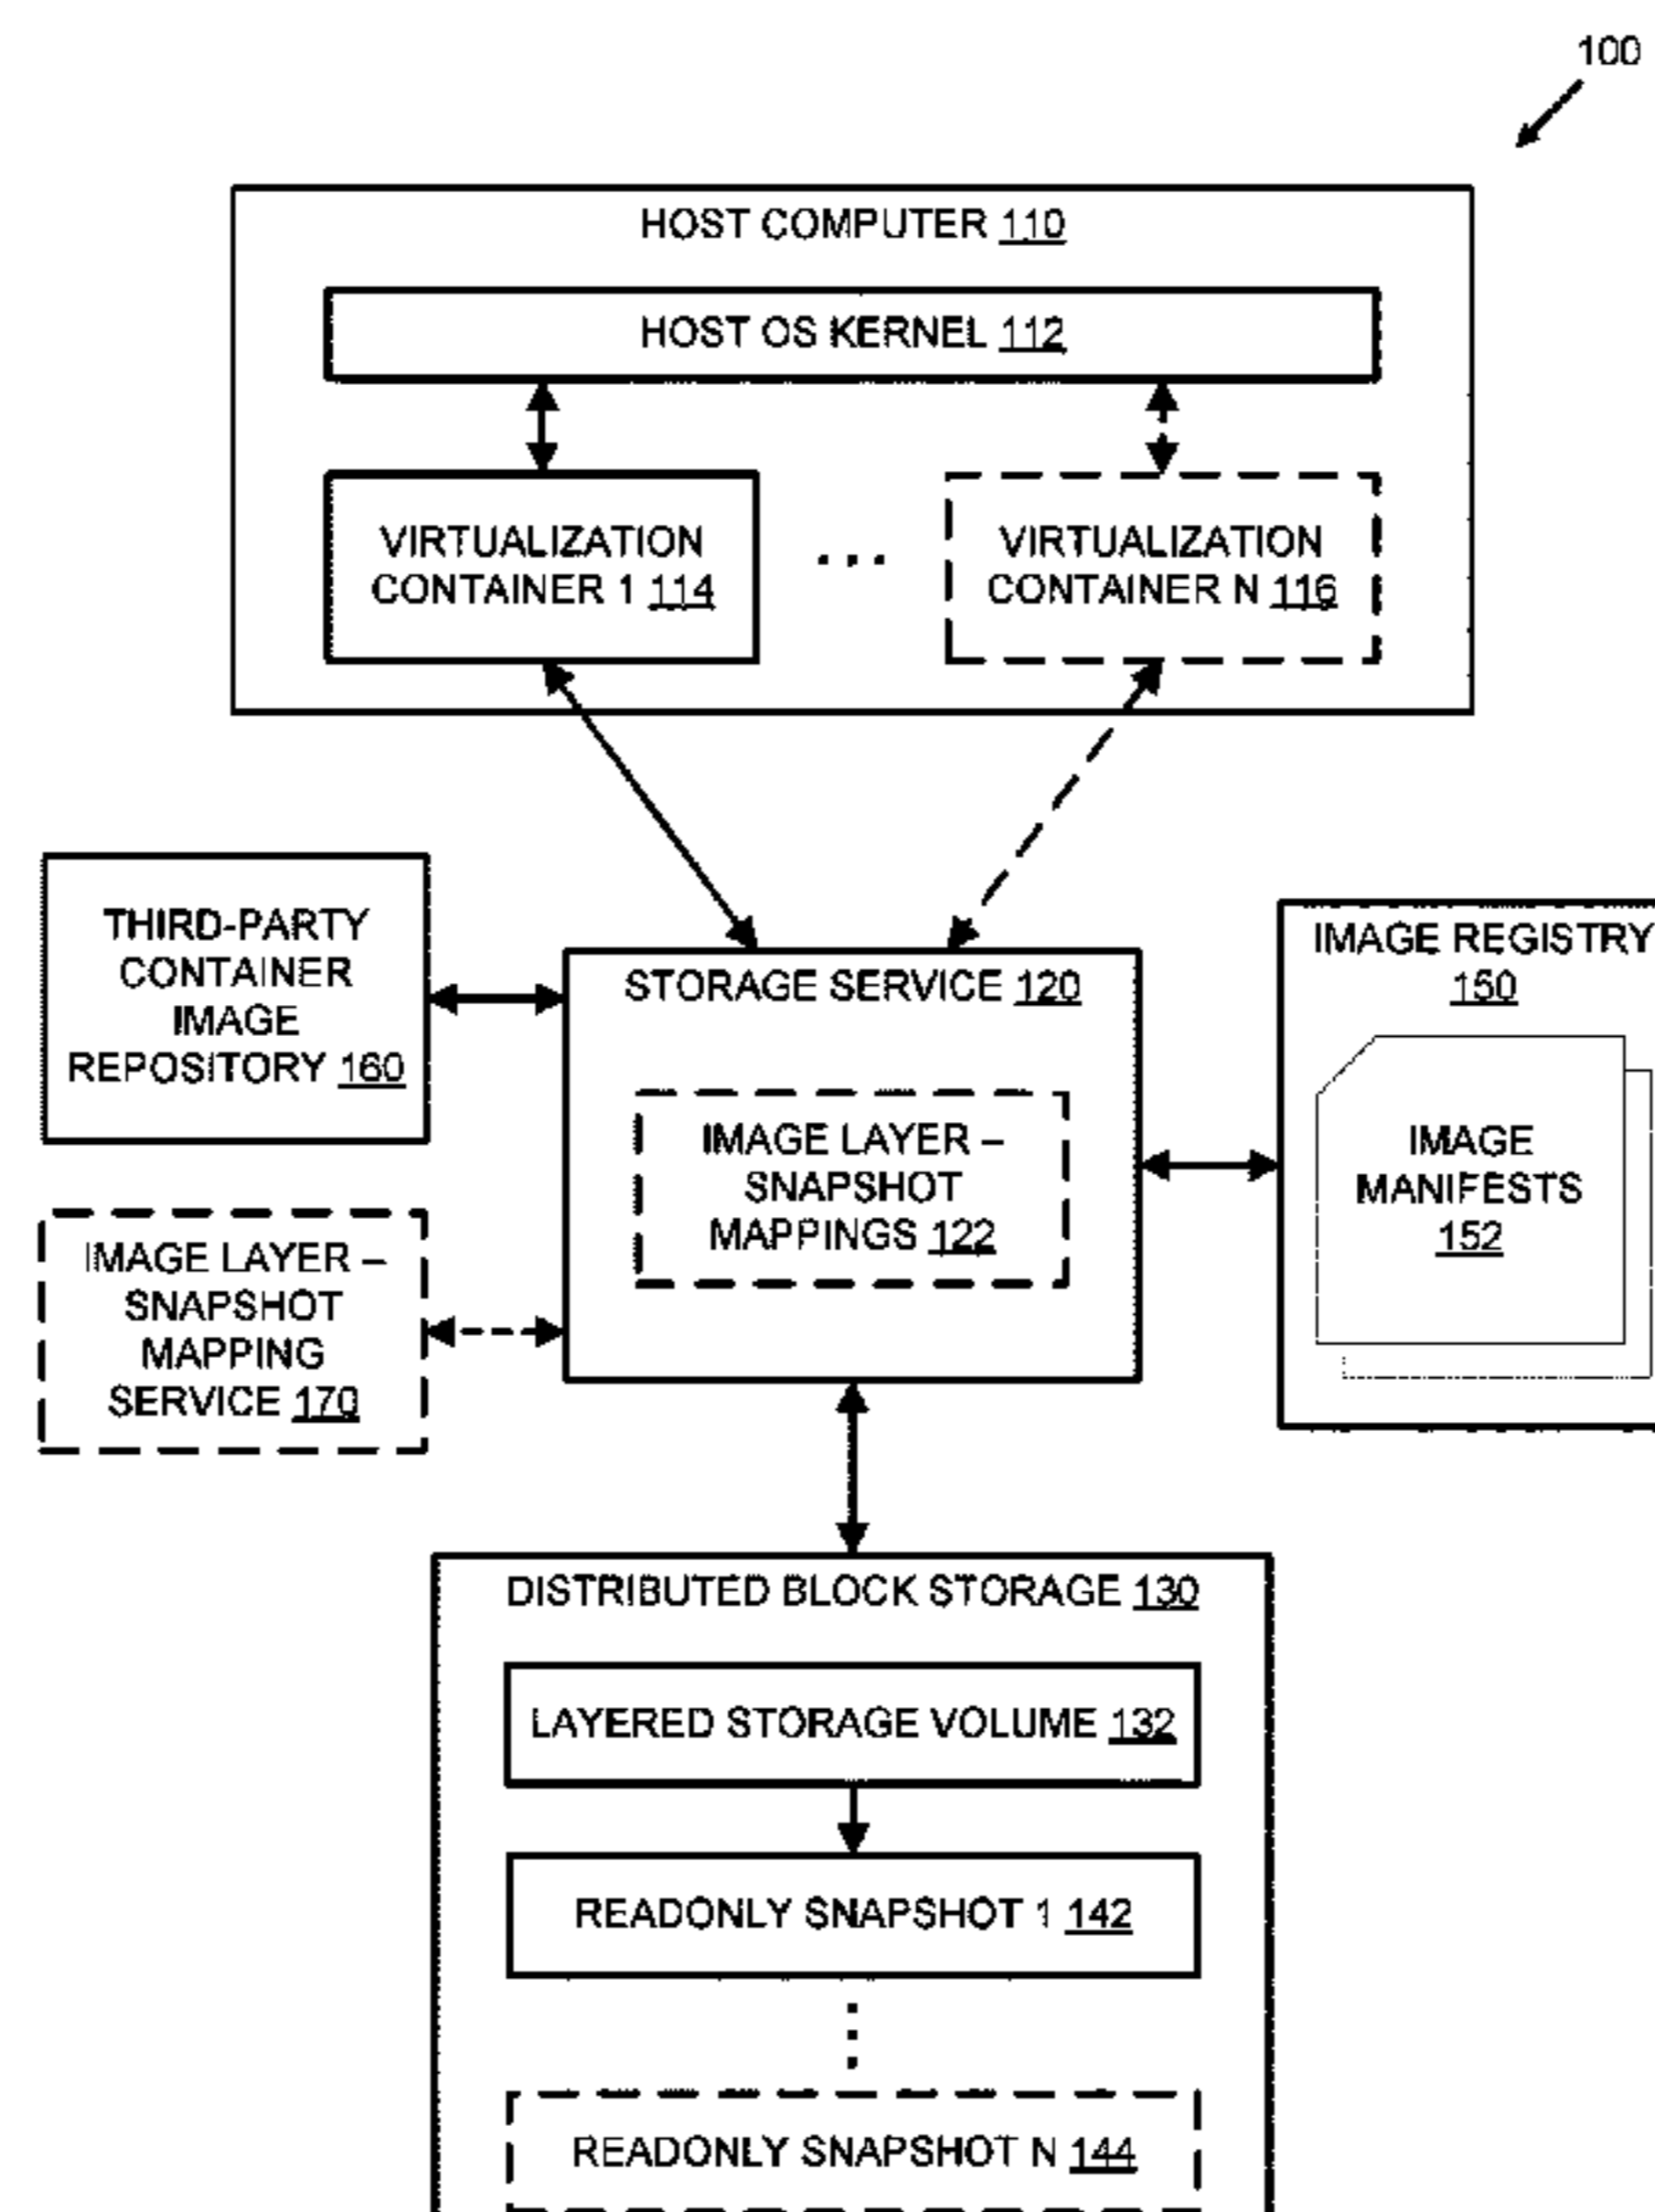 100
HOST COMPUTER 110
HOST OS KERNEL 112
VIRTUALIZATION
CONTAINER 1 114
...
VIRTUALIZATION
CONTAINER N 116
THIRD-PARTY
CONTAINER
IMAGE
REPOSITORY 160
STORAGE SERVICE 120
IMAGE LAYER –
SNAPSHOT
MAPPINGS 122
IMAGE REGISTRY
150
IMAGE
MANIFESTS
152
IMAGE LAYER –
SNAPSHOT
MAPPING
SERVICE 170
DISTRIBUTED BLOCK STORAGE 130
LAYERED STORAGE VOLUME 132
READONLY SNAPSHOT 1 142
READONLY SNAPSHOT N 144